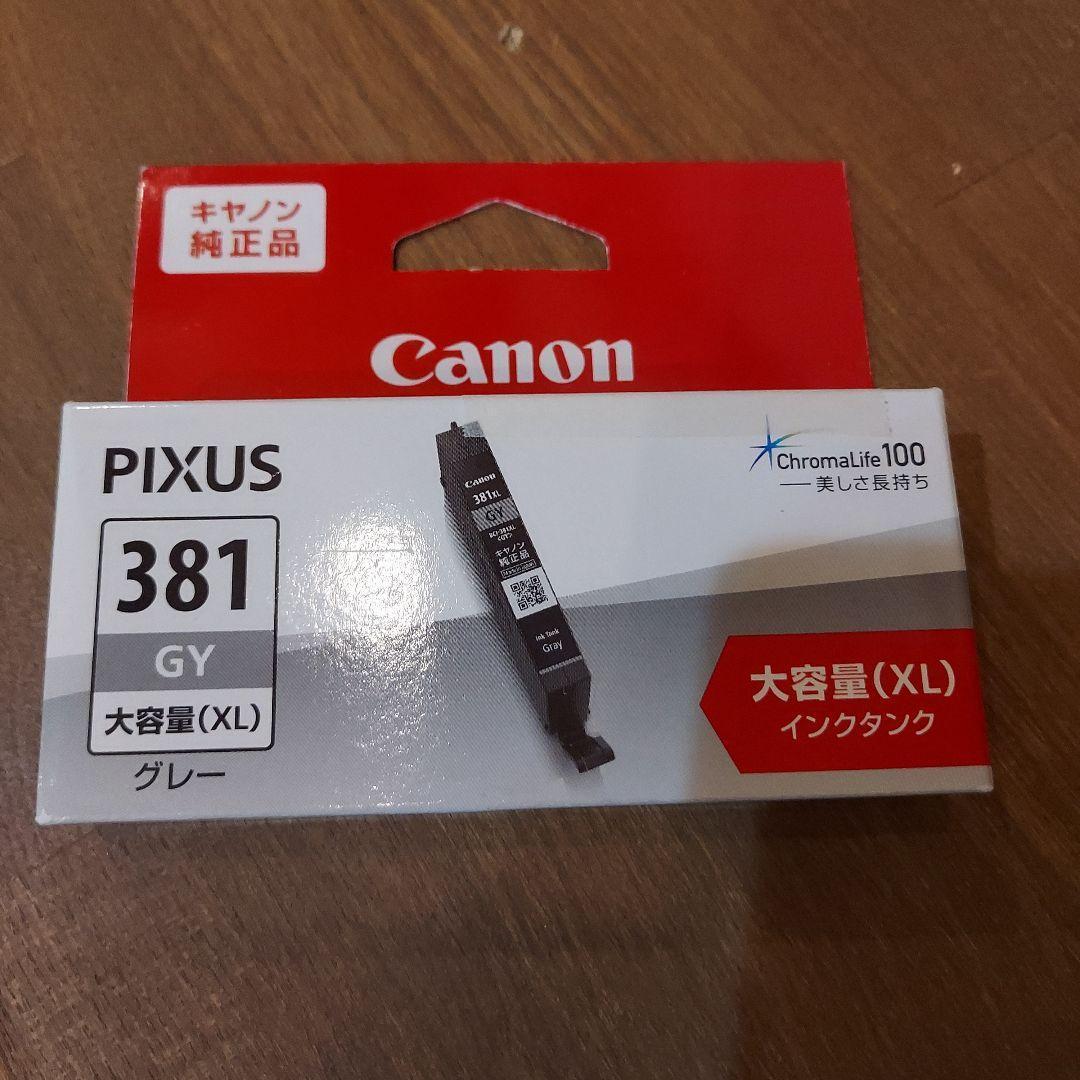 キヤノン
純正品
Canon
PIXUS
ChromaLife100
美しさ長持ち
381
GY
大容量(XL)
グレー
Canon
381XL
GY
BCI-381XL
キヤノン
純正品
Ink Tank
Gray
大容量(XL)
インクタンク